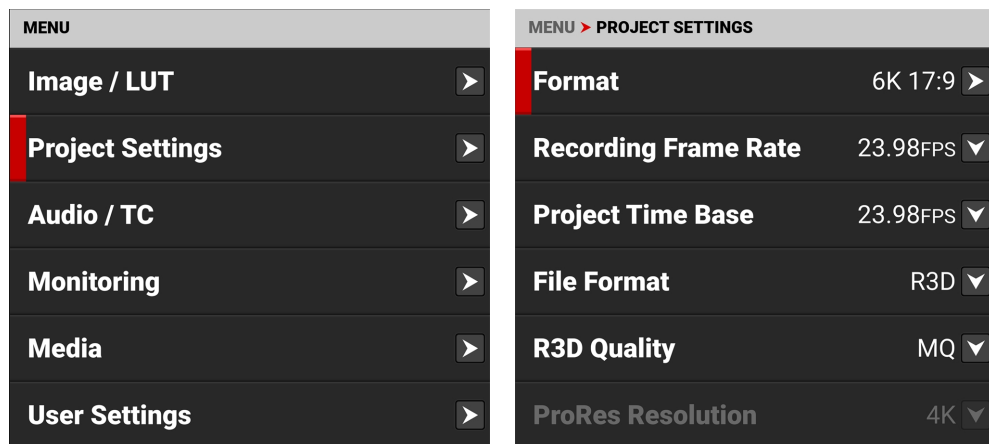 MENU
Image / LUT
Project Settings
Audio / TC
Monitoring
Media
User Settings
MENU ➤ PROJECT SETTINGS
Format 6K 17:9
Recording Frame Rate 23.98FPS
Project Time Base 23.98FPS
File Format R3D
R3D Quality MQ
ProRes Resolution 4K